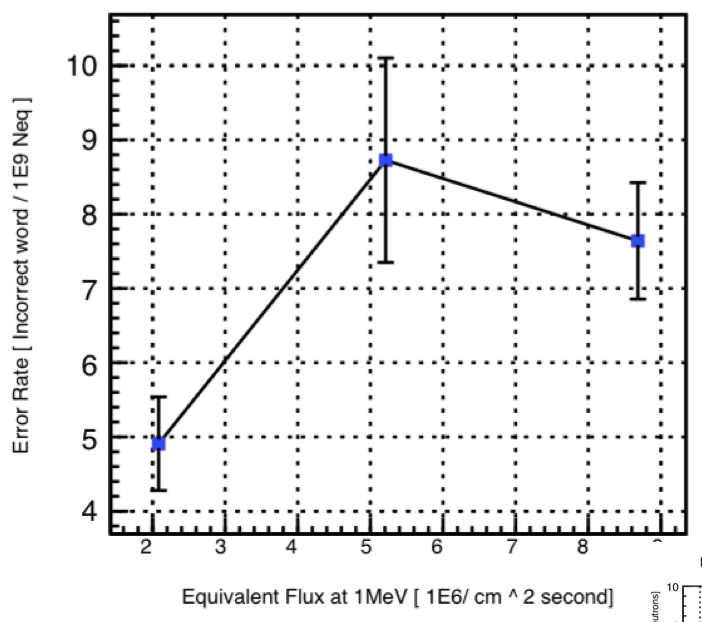 10
9
8
7
6
5
4
Error Rate [ Incorrect word / 1E9 Neq ]
2 3 4 5 6 7 8
Equivalent Flux at 1MeV [ 1E6/ cm ^ 2 second]
10
utrons]